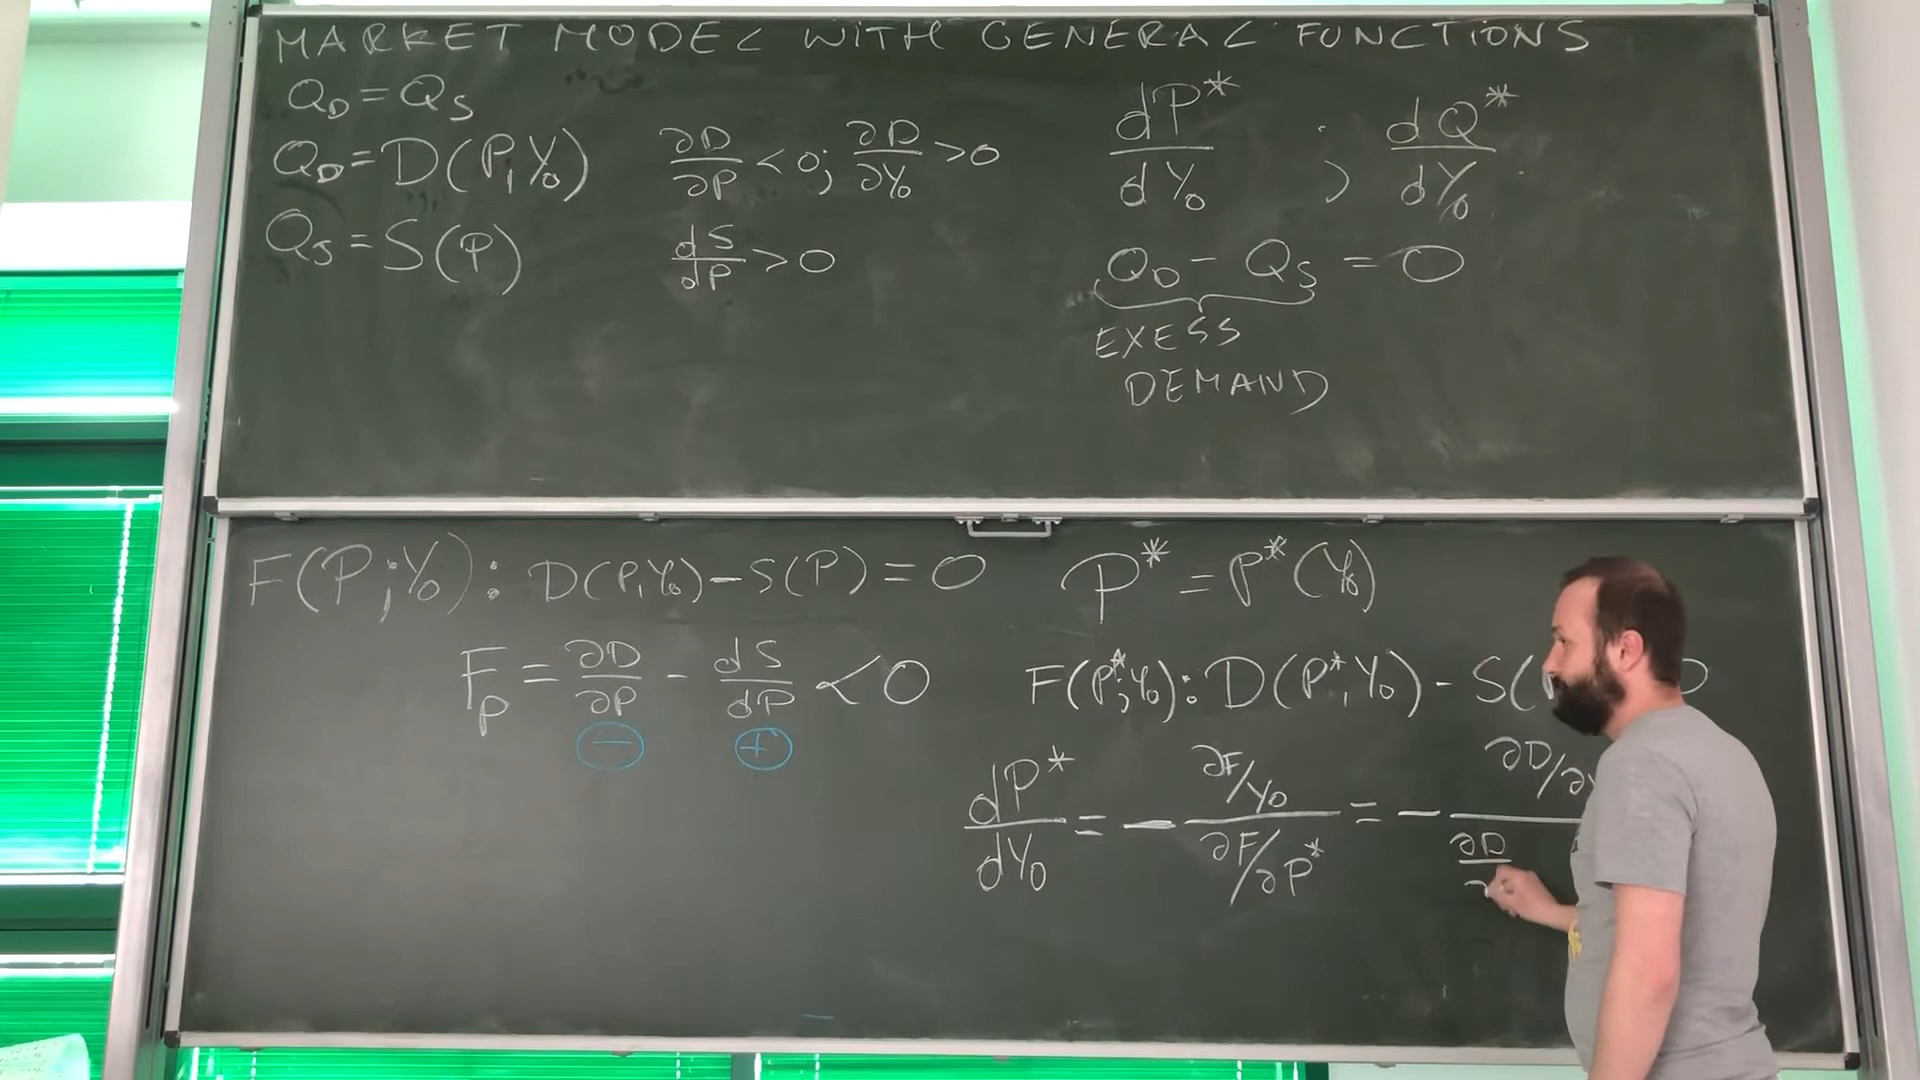 MARKET MODEL WITH GENERAL FUNCTIONS
Q_D = Q_S
Q_D = D(P, Y₀) ∂D/∂P < 0; ∂D/∂Y₀ > 0
Q_S = S(P) dS/dP > 0
dP*/dY₀ ; dQ*/dY₀
Q_D - Q_S = 0
EXESS
DEMAND
F(P; Y₀): D(P, Y₀) - S(P) = 0
F_P = ∂D/∂P - dS/dP < 0
- +
P* = P*(Y₀)
F(P*; Y₀): D(P*, Y₀) - S(
dP*/dY₀ = - (∂F/Y₀)/(∂F/∂P*) = - ∂D/∂
∂D